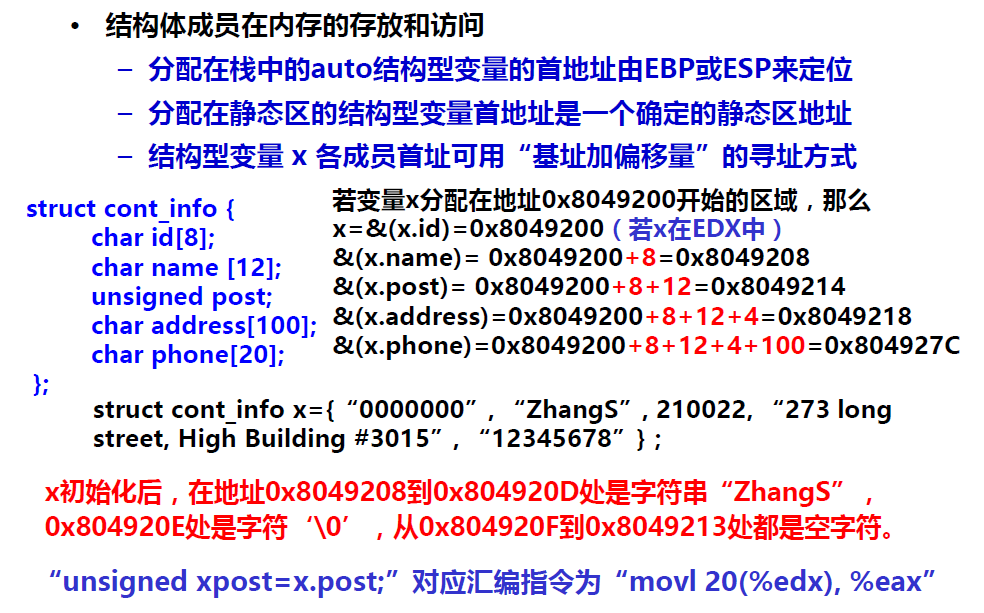 • 结构体成员在内存的存放和访问
– 分配在栈中的auto结构型变量的首地址由EBP或ESP来定位
– 分配在静态区的结构型变量首地址是一个确定的静态区地址
– 结构型变量 x 各成员首址可用“基址加偏移量”的寻址方式
struct cont_info {
char id[8];
char name [12];
unsigned post;
char address[100];
char phone[20];
};
若变量x分配在地址0x8049200开始的区域，那么
x=&(x.id)=0x8049200（若x在EDX中）
&(x.name)= 0x8049200+8=0x8049208
&(x.post)= 0x8049200+8+12=0x8049214
&(x.address)=0x8049200+8+12+4=0x8049218
&(x.phone)=0x8049200+8+12+4+100=0x804927C
struct cont_info x={“0000000”, “ZhangS”, 210022, “273 long
street, High Building #3015”, “12345678”};
x初始化后，在地址0x8049208到0x804920D处是字符串“ZhangS”，
0x804920E处是字符‘\0’，从0x804920F到0x8049213处都是空字符。
“unsigned xpost=x.post;”对应汇编指令为“movl 20(%edx), %eax”